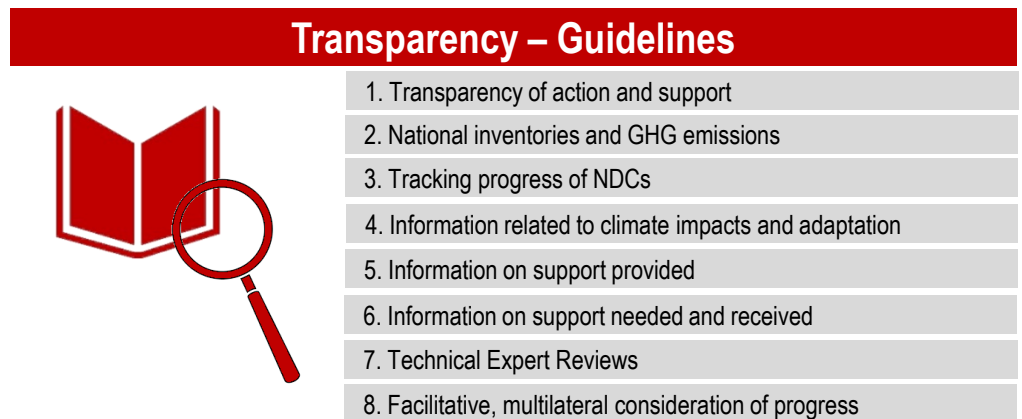 Transparency – Guidelines
1. Transparency of action and support
2. National inventories and GHG emissions
3. Tracking progress of NDCs
4. Information related to climate impacts and adaptation
5. Information on support provided
6. Information on support needed and received
7. Technical Expert Reviews
8. Facilitative, multilateral consideration of progress